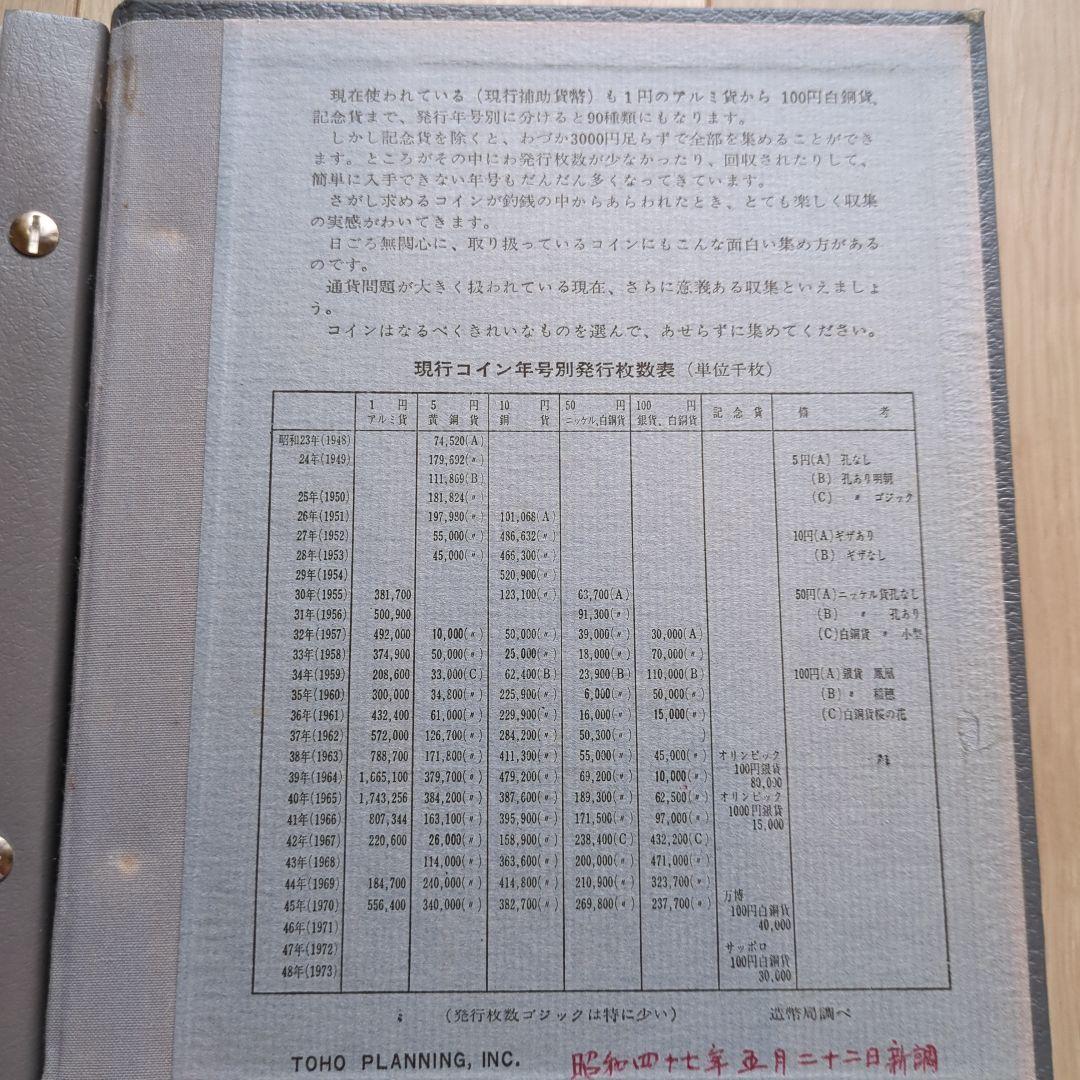 現在使われている（現行補助貨幣）も1円のアルミ貨から 100円白銅貨、
記念貨まで、発行年号別に分けると90種類にもなります。
しかし記念貨を除くと、わづか3000円足らずで全部を集めることができ
ます。ところがその中にわ発行枚数が少なかったり、回収されたりして、
簡単に入手できない年号もだんだん多くなってきています。
さがし求めるコインが釣銭の中からあらわれたとき、とても楽しく収集
の実感がわいてきます。
日ごろ無関心に、取り扱っているコインにもこんな面白い集め方がある
のです。
通貨問題が大きく扱われている現在、さらに意義ある収集といえましょ
う。
コインはなるべくきれいなものを選んで、あせらずに集めてください。
現行コイン年号別発行枚数表（単位千枚）
1円 5円 10円 50円 100円 記念貨 備考
アルミ貨 黄銅貨 銅貨 ニッケル、白銅貨 銀貨、白銅貨
昭和23年(1948) 74,520(A)
24年(1949) 179,692(〃) 5円(A) 孔なし
111,869(B) (B) 孔あり明朝
25年(1950) 181,824(〃) (C) 〃 ゴジック
26年(1951) 197,980(〃) 101,068(A)
27年(1952) 55,000(〃) 486,632(〃) 10円(A)ギザあり
28年(1953) 45,000(〃) 466,300(〃) (B) ギザなし
29年(1954) 520,900(〃)
30年(1955) 381,700 123,100(〃) 63,700(A) 50円(A)ニッケル貨孔なし
31年(1956) 500,900 91,300(〃) (B) 〃 孔あり
32年(1957) 492,000 10,000(〃) 50,000(〃) 39,000(〃) 30,000(A) (C)白銅貨 〃 小型
33年(1958) 374,900 50,000(〃) 25,000(〃) 18,000(〃) 70,000(〃)
34年(1959) 208,600 33,000(C) 62,400(B) 23,900(B) 110,000(B) 100円(A)銀貨 鳳凰
35年(1960) 300,000 34,800(〃) 225,900(〃) 6,000(〃) 50,000(〃) (B) 〃 稲穂
36年(1961) 432,400 61,000(〃) 229,900(〃) 16,000(〃) 15,000(〃) (C)白銅貨桜の花
37年(1962) 572,000 126,700(〃) 284,200(〃) 50,300(〃) )
38年(1963) 788,700 171,800(〃) 411,300(〃) 55,000(〃) 45,000(〃) オリンピック
100円銀貨
39年(1964) 1,665,100 379,700(〃) 479,200(〃) 69,200(〃) 10,000(〃) 80,000
40年(1965) 1,743,256 384,200(〃) 387,600(〃) 189,300(〃) 62,500(〃) オリンピック
1000円銀貨
41年(1966) 807,344 163,100(〃) 395,900(〃) 171,500(〃) 97,000(〃) 15,000
42年(1967) 220,600 26,000(〃) 158,900(〃) 238,400(C) 432,200(C)
43年(1968) 114,000(〃) 363,600(〃) 200,000(〃) 471,000(〃)
44年(1969) 184,700 240,000(〃) 414,800(〃) 210,900(〃) 323,700(〃) 万博
45年(1970) 556,400 340,000(〃) 382,700(〃) 269,800(〃) 237,700(〃) 100円白銅貨
46年(1971) 40,000
47年(1972) サッポロ
100円白銅貨
48年(1973) 30,000
（発行枚数ゴジックは特に少い） 造幣局調べ
TOHO PLANNING, INC. 昭和四十七年五月二十二日新調